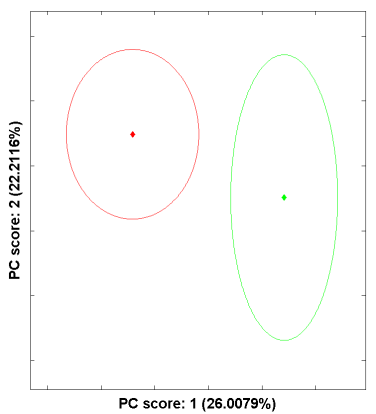 PC score: 2 (22.2116%)
PC score: 1 (26.0079%)